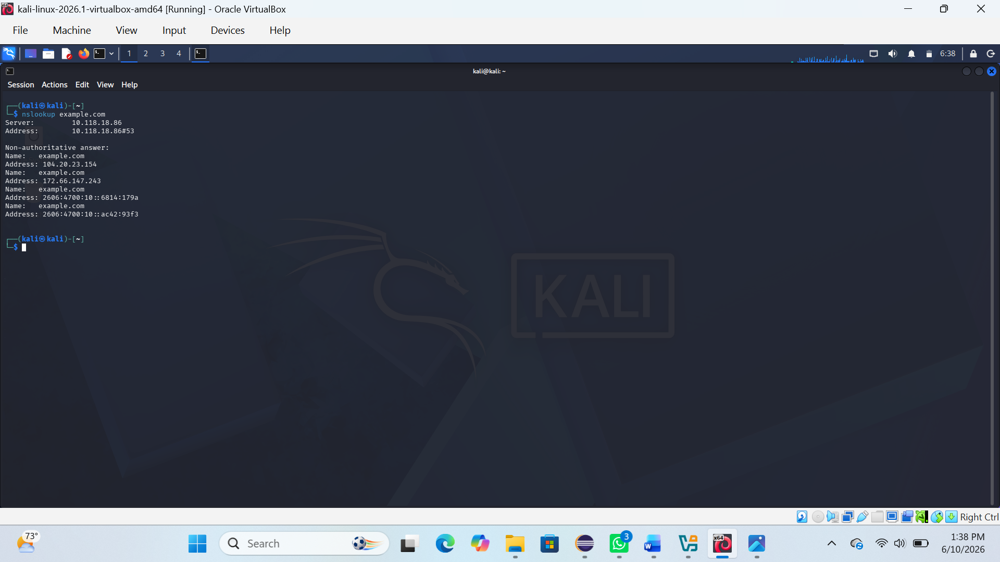 kali-linux-2026.1-virtualbox-amd64 [Running] - Oracle VirtualBox
File Machine View Input Devices Help
1 2 3 4 6:38
kali@kali: ~
Session Actions Edit View Help
┌──(kali㉿kali)-[~]
└─$ nslookup example.com
Server: 10.118.18.86
Address: 10.118.18.86#53
Non-authoritative answer:
Name: example.com
Address: 104.20.23.154
Name: example.com
Address: 172.66.147.243
Name: example.com
Address: 2606:4700:10::6814:179a
Name: example.com
Address: 2606:4700:10::ac42:93f3
┌──(kali㉿kali)-[~]
└─$
KALI
Right Ctrl
73°
Search
3
x64
1:38 PM
6/10/2026